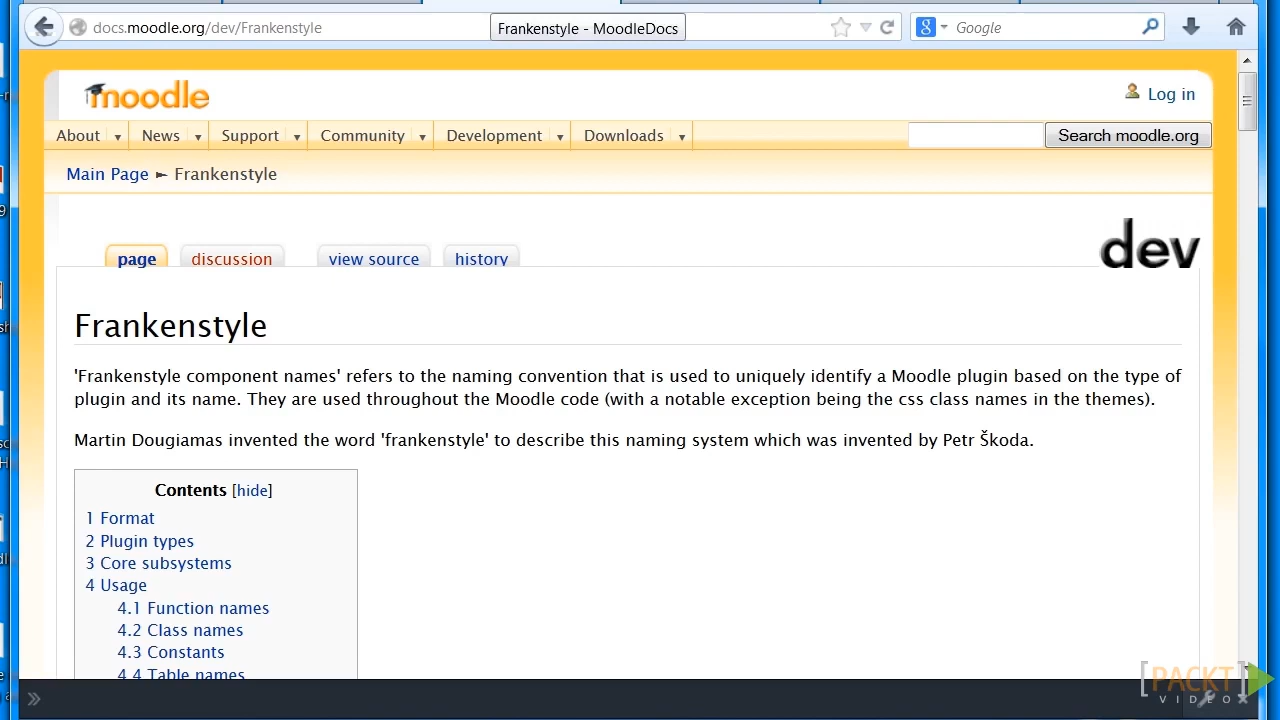 docs.moodle.org/dev/Frankenstyle
Frankenstyle - MoodleDocs
Google
moodle
Log in
About News Support Community Development Downloads
Search moodle.org
Main Page ► Frankenstyle
dev
page discussion view source history
Frankenstyle
'Frankenstyle component names' refers to the naming convention that is used to uniquely identify a Moodle plugin based on the type of
plugin and its name. They are used throughout the Moodle code (with a notable exception being the css class names in the themes).
Martin Dougiamas invented the word 'frankenstyle' to describe this naming system which was invented by Petr Škoda.
Contents [hide]
1 Format
2 Plugin types
3 Core subsystems
4 Usage
4.1 Function names
4.2 Class names
4.3 Constants
4.4 Table names
[PACKT]
VIDEO